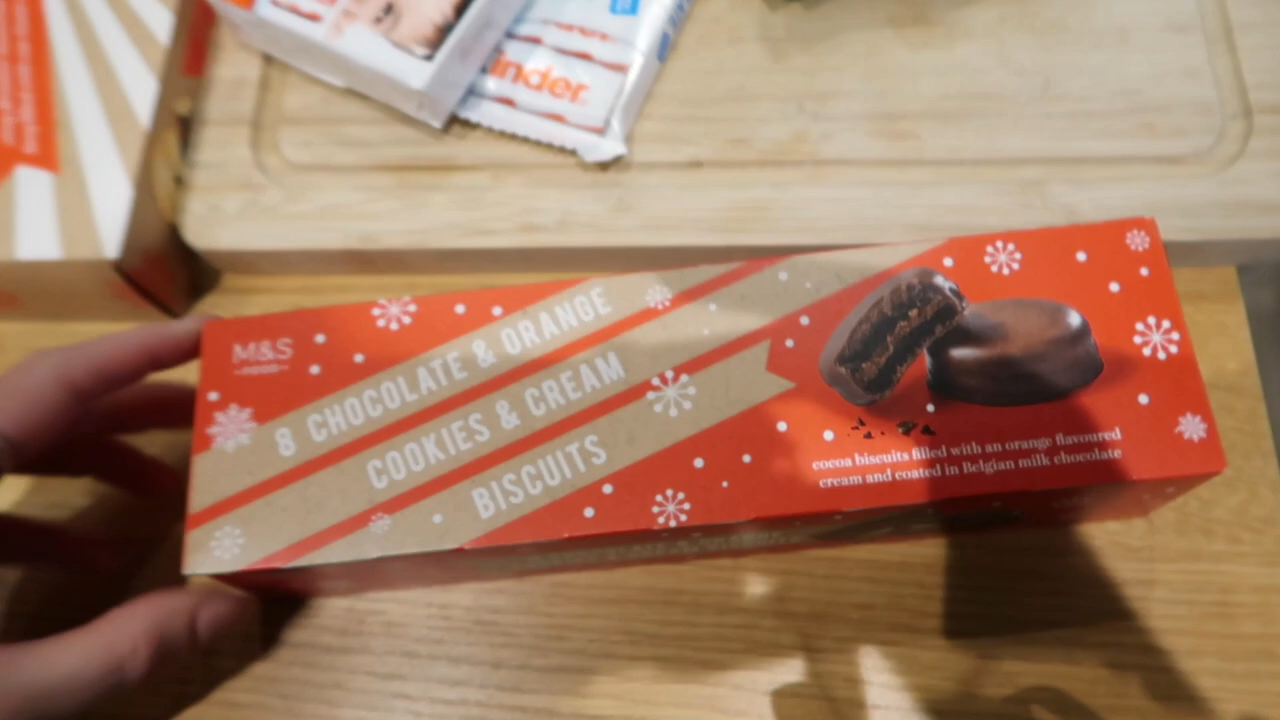 kinder
M&S
FOOD
8 CHOCOLATE & ORANGE
COOKIES & CREAM
BISCUITS
cocoa biscuits filled with an orange flavoured
cream and coated in Belgian milk chocolate